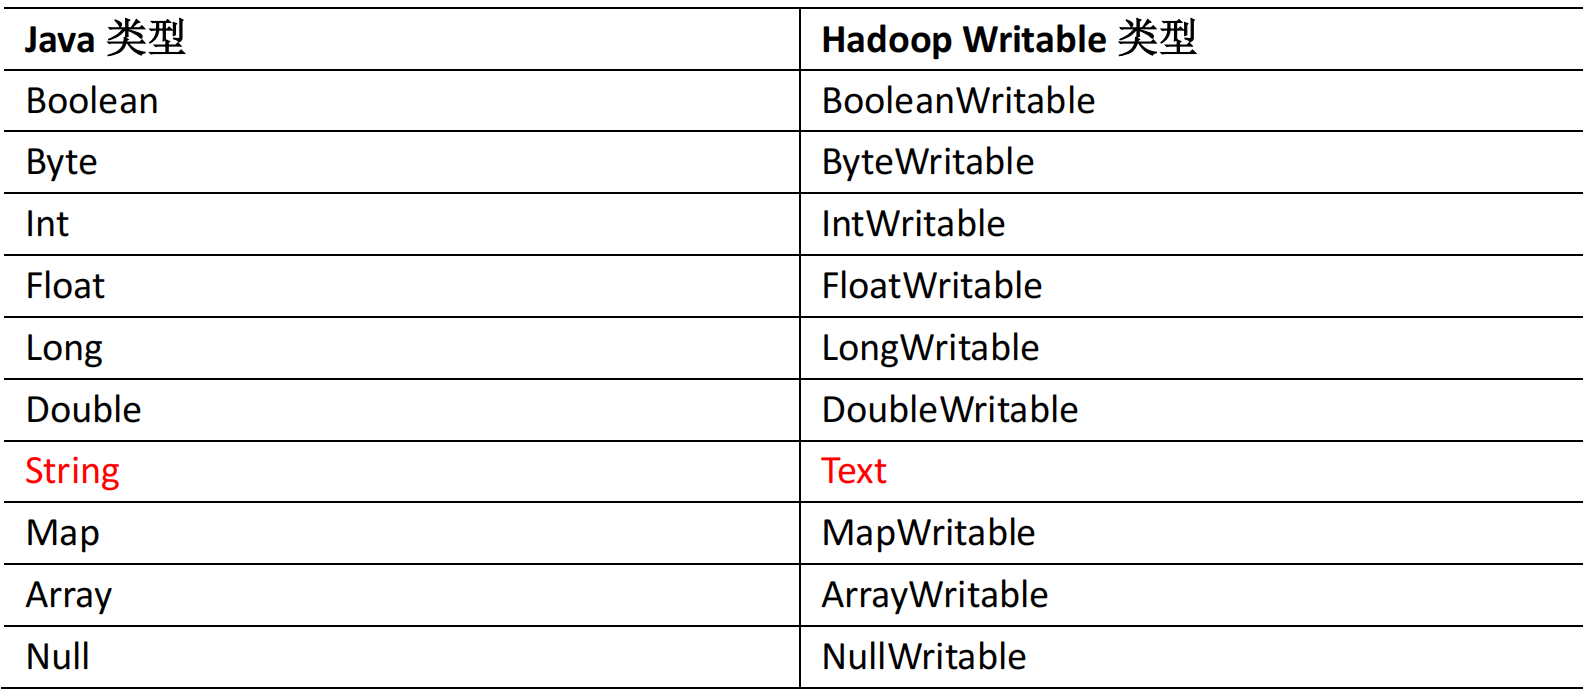 Java 类型 Hadoop Writable 类型
Boolean BooleanWritable
Byte ByteWritable
Int IntWritable
Float FloatWritable
Long LongWritable
Double DoubleWritable
String Text
Map MapWritable
Array ArrayWritable
Null NullWritable